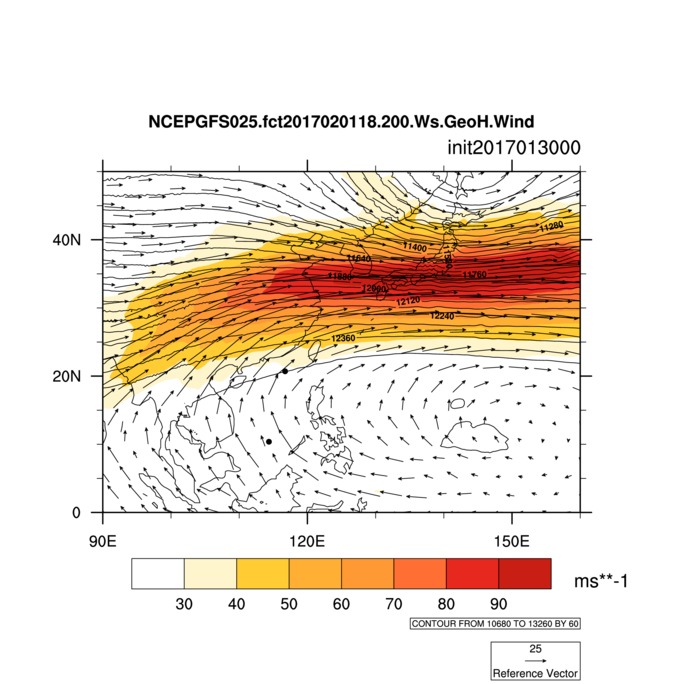 NCEPGFS025.fct2017020118.200.Ws.GeoH.Wind
init2017013000
11280
40N
11400
11640
11520
11880
11760
12000
12120
12240
12360
20N
0
90E 120E 150E
30 40 50 60 70 80 90
ms**-1
CONTOUR FROM 10680 TO 13260 BY 60
25
Reference Vector